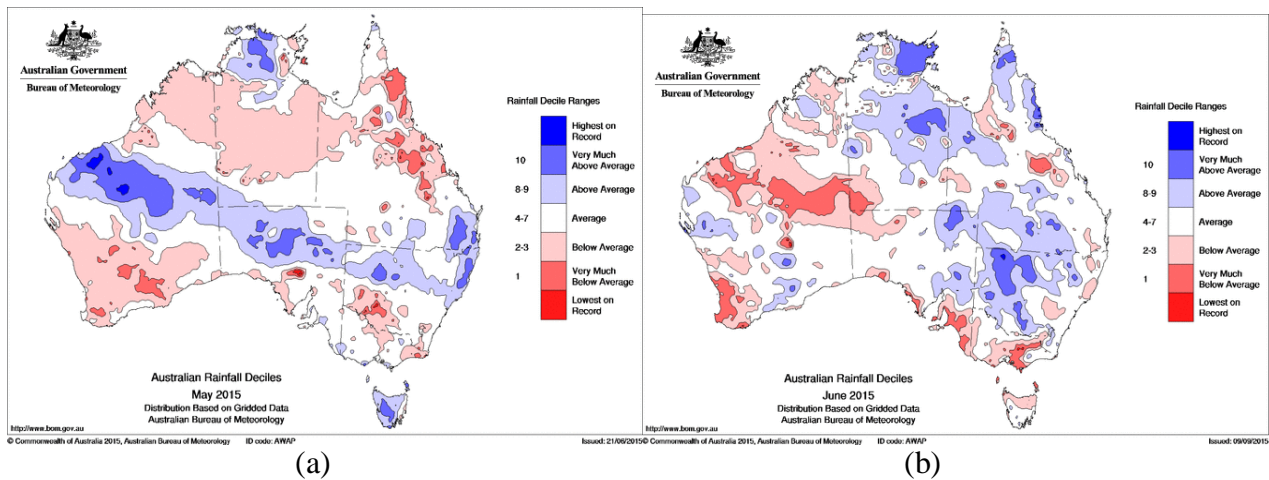 Australian Government
Bureau of Meteorology
Rainfall Decile Ranges
Highest on
Record
10 Very Much
Above Average
8-9 Above Average
4-7 Average
2-3 Below Average
1 Very Much
Below Average
Lowest on
Record
Australian Rainfall Deciles
May 2015
Distribution Based on Gridded Data
Australian Bureau of Meteorology
http://www.bom.gov.au
© Commonwealth of Australia 2015, Australian Bureau of Meteorology ID code: AWAP Issued: 21/06/2015
(a)
Australian Government
Bureau of Meteorology
Rainfall Decile Ranges
Highest on
Record
10 Very Much
Above Average
8-9 Above Average
4-7 Average
2-3 Below Average
1 Very Much
Below Average
Lowest on
Record
Australian Rainfall Deciles
June 2015
Distribution Based on Gridded Data
Australian Bureau of Meteorology
http://www.bom.gov.au
© Commonwealth of Australia 2015, Australian Bureau of Meteorology ID code: AWAP Issued: 09/09/2015
(b)